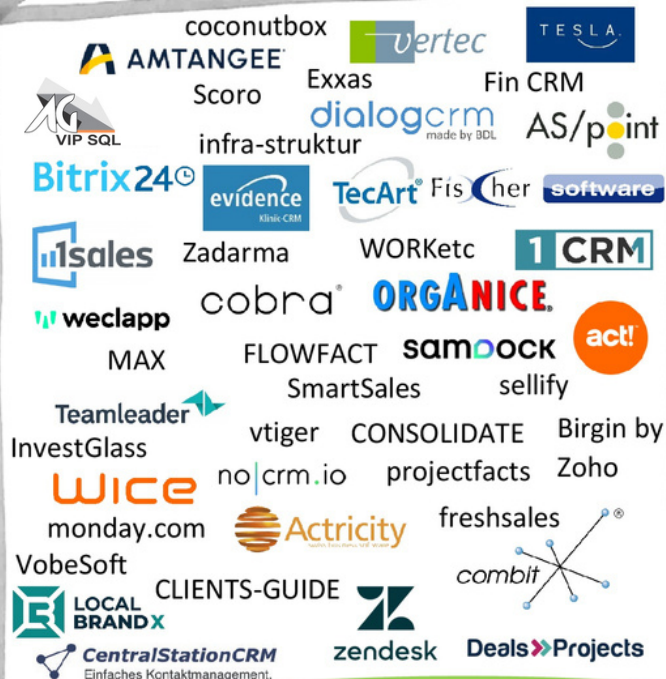 coconutbox
AMTANGEE
vertec
TESLA.
Scoro
Exxas
Fin CRM
AG
VIP SQL
dialogcrm
made by BDL
AS/point
infra-struktur
Bitrix24
evidence
Klinik-CRM
TecArt®
Fischer software
1sales
Zadarma
WORKetc
1CRM
weclapp
cobra®
ORGANICE®
act!
MAX
FLOWFACT
samdock
SmartSales
sellify
Teamleader
InvestGlass
vtiger
CONSOLIDATE
Birgin by
Zoho
wice
no|crm.io
projectfacts
monday.com
Actricity
freshsales
combit ®
VobeSoft
CLIENTS-GUIDE
LOCAL
BRANDX
zendesk
Deals>>Projects
CentralStationCRM
Einfaches Kontaktmanagement.